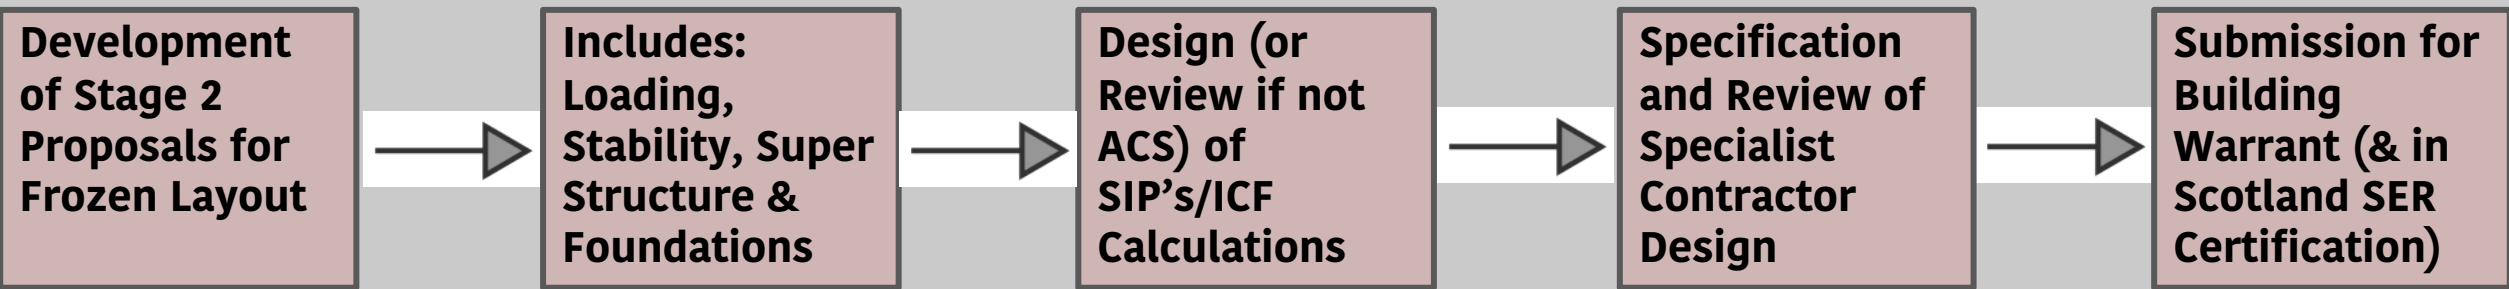 Development
of Stage 2
Proposals for
Frozen Layout
Includes:
Loading,
Stability, Super
Structure &
Foundations
Design (or
Review if not
ACS) of
SIP’s/ICF
Calculations
Specification
and Review of
Specialist
Contractor
Design
Submission for
Building
Warrant (& in
Scotland SER
Certification)